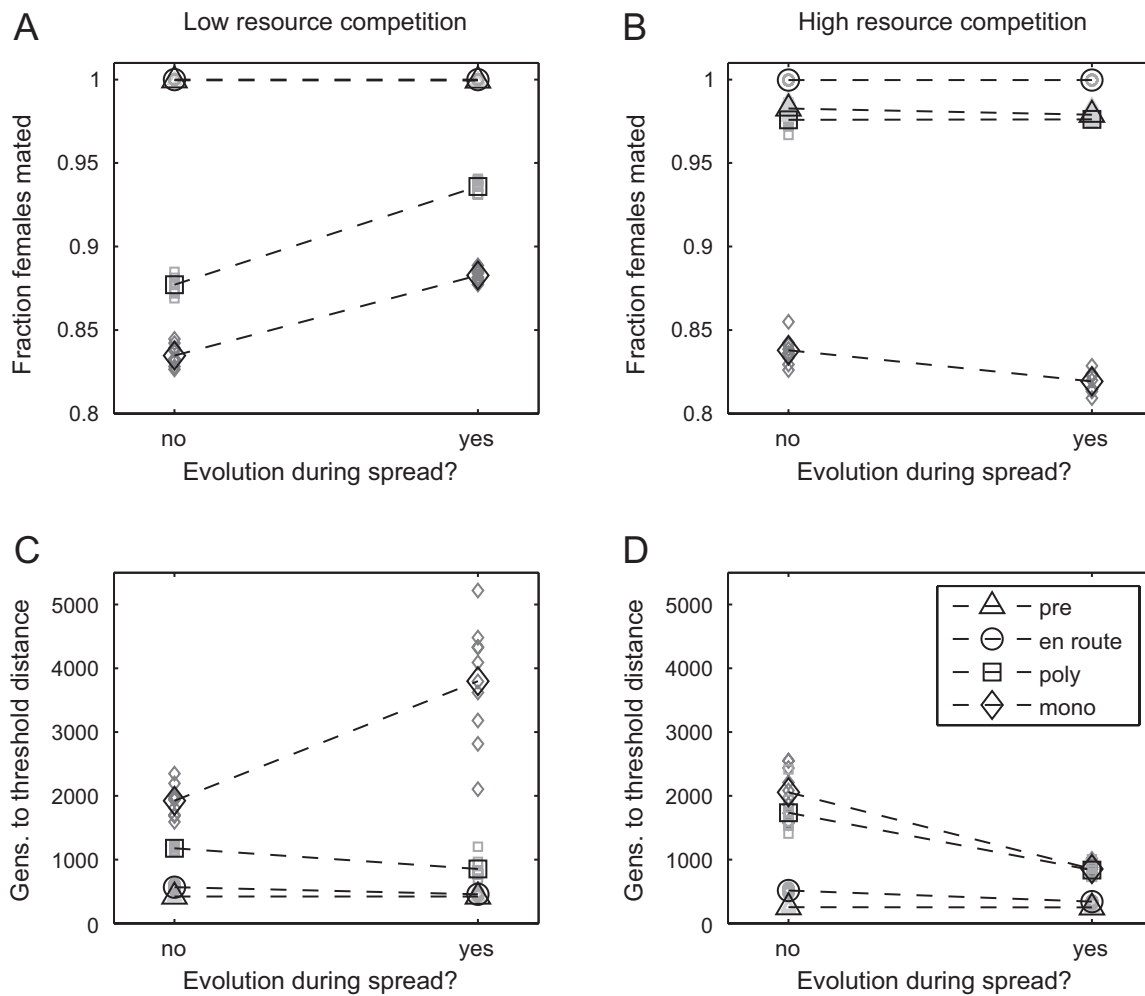 A
Low resource competition
Fraction females mated
1
0.95
0.9
0.85
0.8
no
yes
Evolution during spread?
B
High resource competition
Fraction females mated
1
0.95
0.9
0.85
0.8
no
yes
Evolution during spread?
C
Gens. to threshold distance
5000
4000
3000
2000
1000
0
no
yes
Evolution during spread?
D
Gens. to threshold distance
5000
4000
3000
2000
1000
0
pre
en route
poly
mono
no
yes
Evolution during spread?